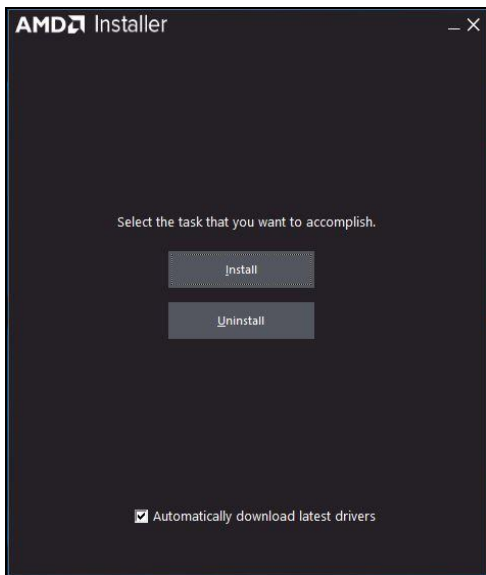 AMD Installer
Select the task that you want to accomplish.
Install
Uninstall
Automatically download latest drivers